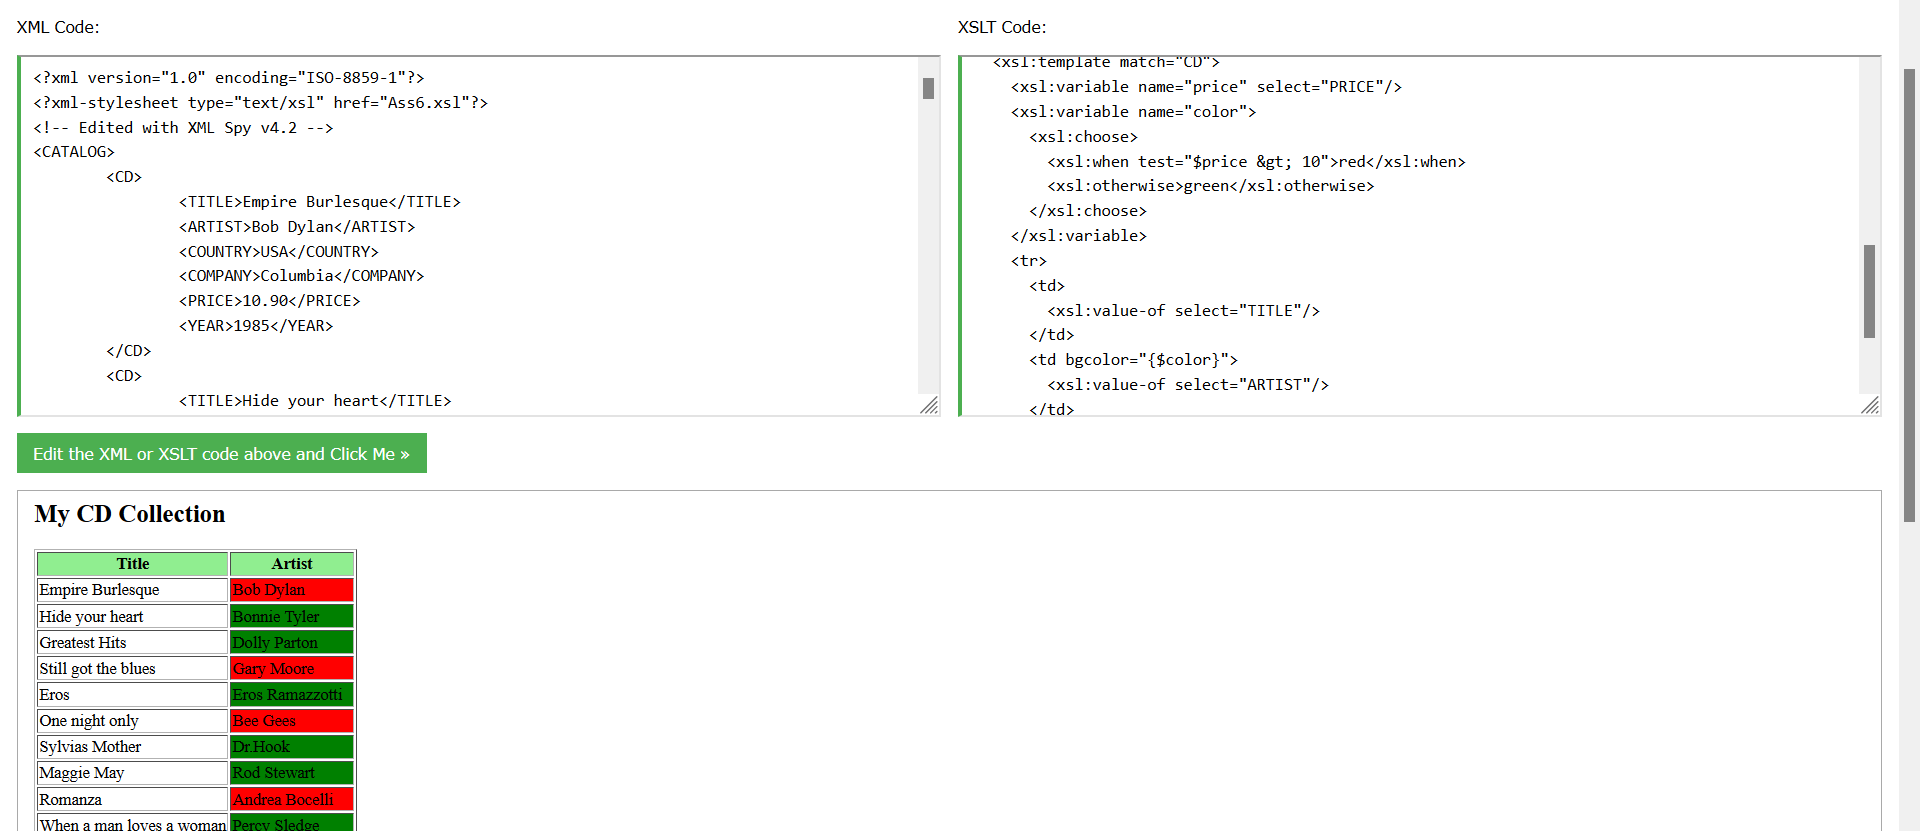 XML Code:
<?xml version="1.0" encoding="ISO-8859-1"?>
<?xml-stylesheet type="text/xsl" href="Ass6.xsl"?>
<!-- Edited with XML Spy v4.2 -->
<CATALOG>
<CD>
<TITLE>Empire Burlesque</TITLE>
<ARTIST>Bob Dylan</ARTIST>
<COUNTRY>USA</COUNTRY>
<COMPANY>Columbia</COMPANY>
<PRICE>10.90</PRICE>
<YEAR>1985</YEAR>
</CD>
<CD>
<TITLE>Hide your heart</TITLE>
XSLT Code:
<xsl:template match="CD">
<xsl:variable name="price" select="PRICE"/>
<xsl:variable name="color">
<xsl:choose>
<xsl:when test="$price &gt; 10">red</xsl:when>
<xsl:otherwise>green</xsl:otherwise>
</xsl:choose>
</xsl:variable>
<tr>
<td>
<xsl:value-of select="TITLE"/>
</td>
<td bgcolor="{$color}">
<xsl:value-of select="ARTIST"/>
</td>
Edit the XML or XSLT code above and Click Me »
My CD Collection
Title Artist
Empire Burlesque Bob Dylan
Hide your heart Bonnie Tyler
Greatest Hits Dolly Parton
Still got the blues Gary Moore
Eros Eros Ramazzotti
One night only Bee Gees
Sylvias Mother Dr.Hook
Maggie May Rod Stewart
Romanza Andrea Bocelli
When a man loves a woman Percy Sledge